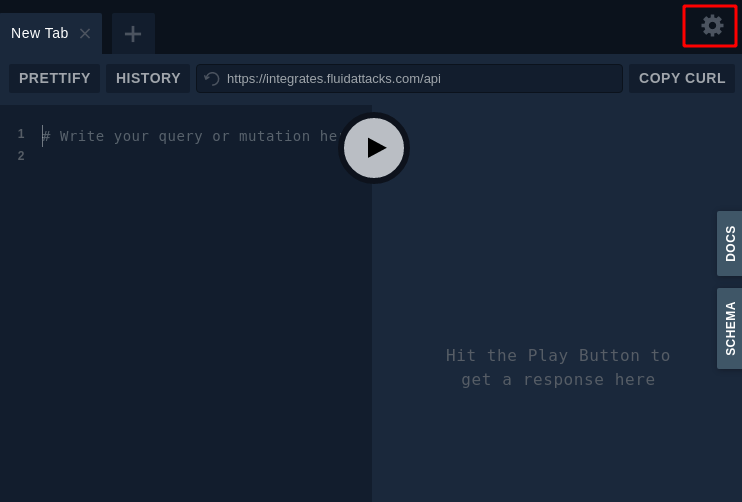 New Tab
PRETTIFY
HISTORY
https://integrates.fluidattacks.com/api
COPY CURL
1
# Write your query or mutation
2
DOCS
SCHEMA
Hit the Play Button to
get a response here